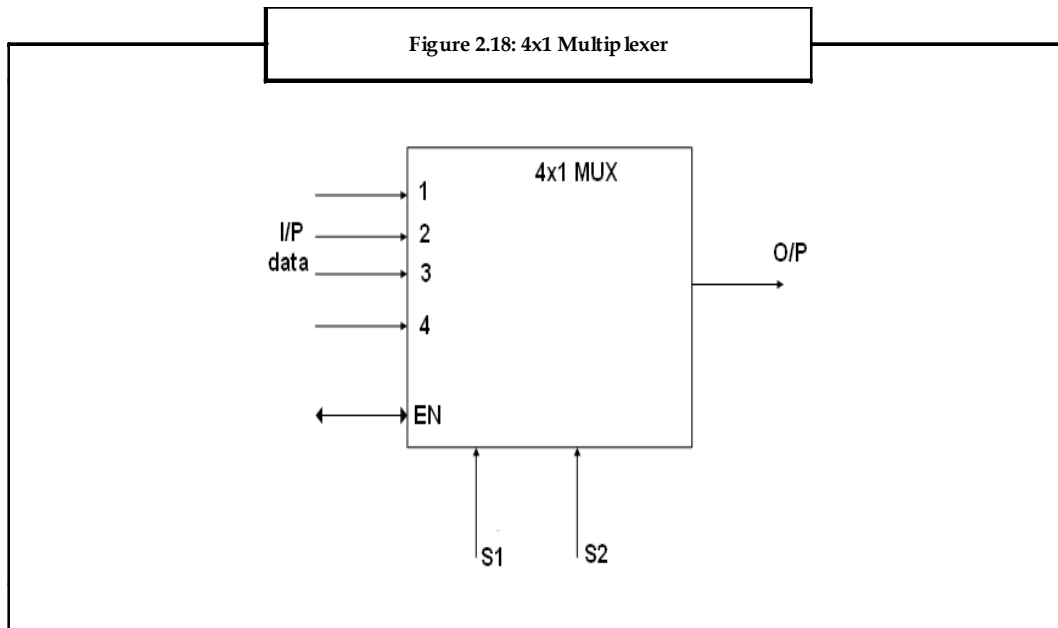 Figure 2.18: 4x1 Multiplexer
4x1 MUX
1
I/P
data
2
3
4
O/P
EN
S1
S2